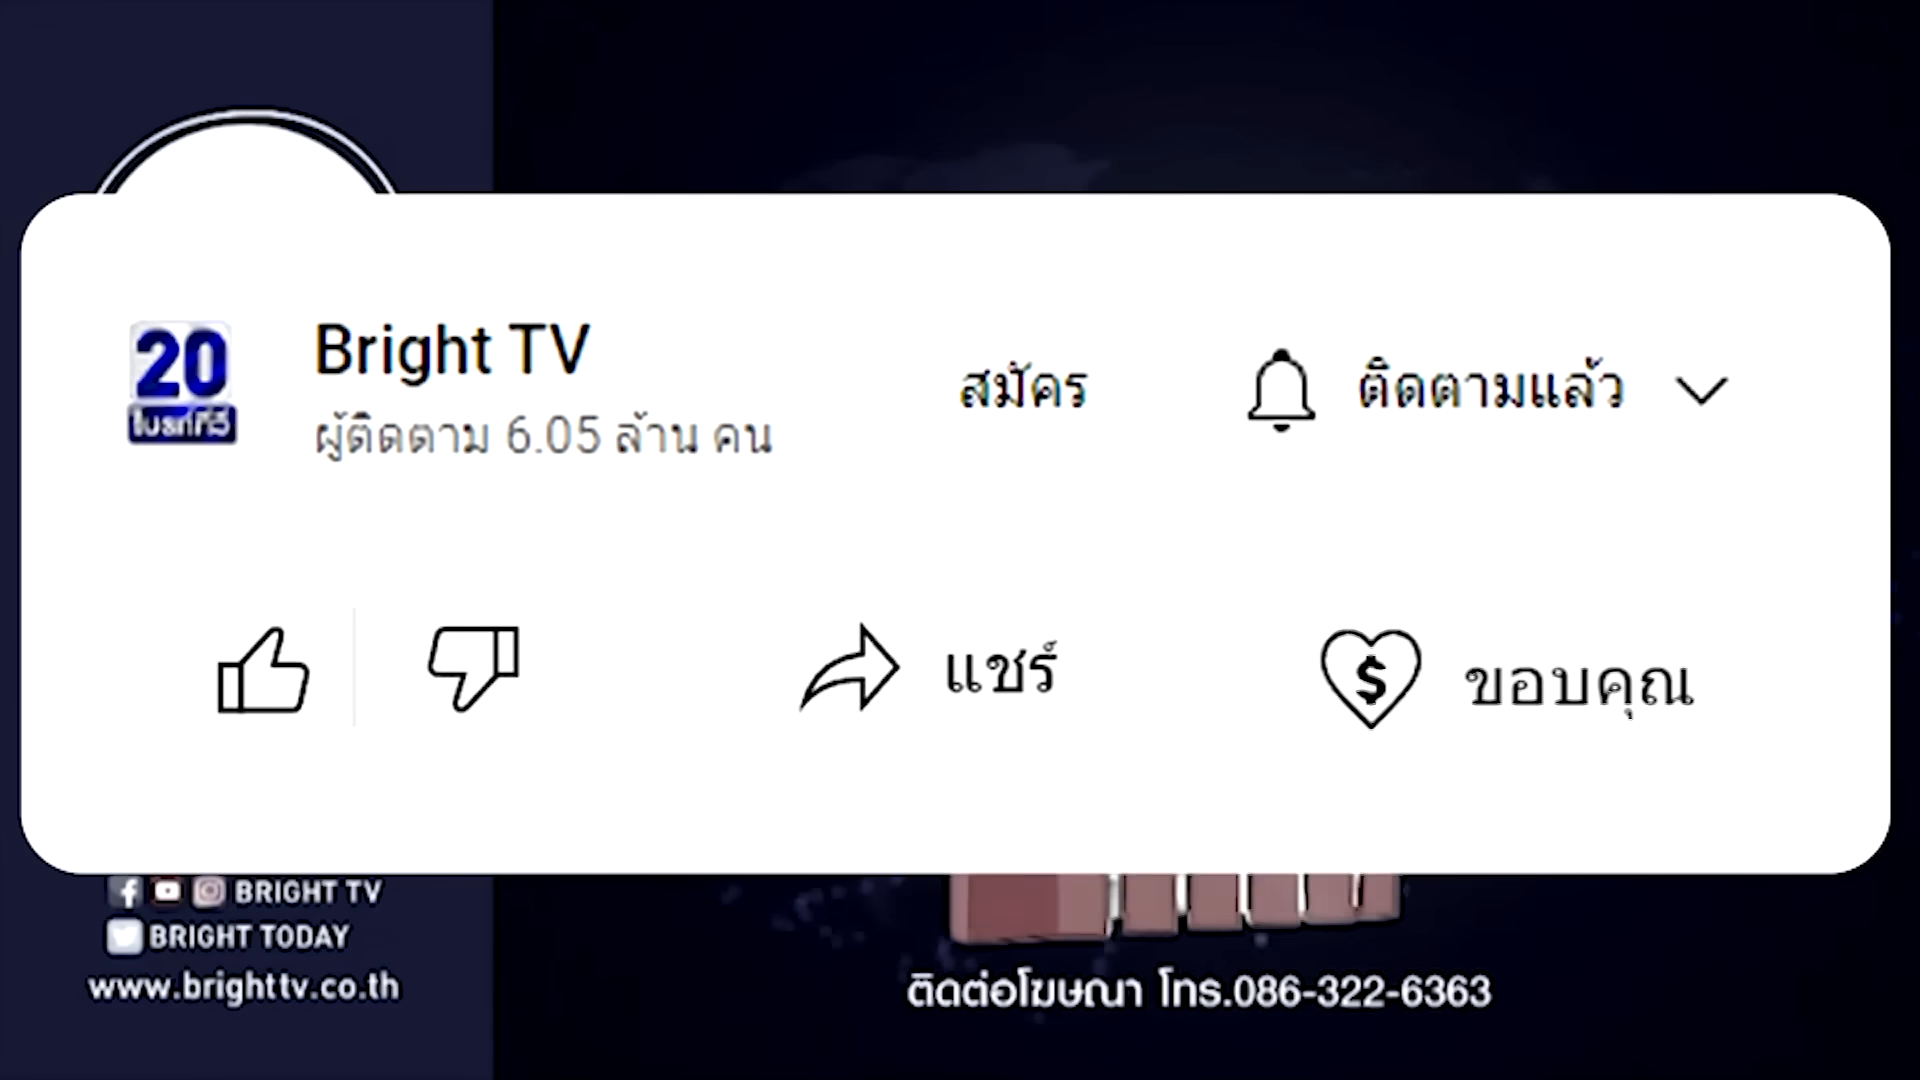 20
ไบรท์ทีวี
Bright TV
ผู้ติดตาม 6.05 ล้าน คน
สมัคร
ติดตามแล้ว
แชร์
$
ขอบคุณ
BRIGHT TV
BRIGHT TODAY
www.brighttv.co.th
ติดต่อโฆษณา โทร.086-322-6363